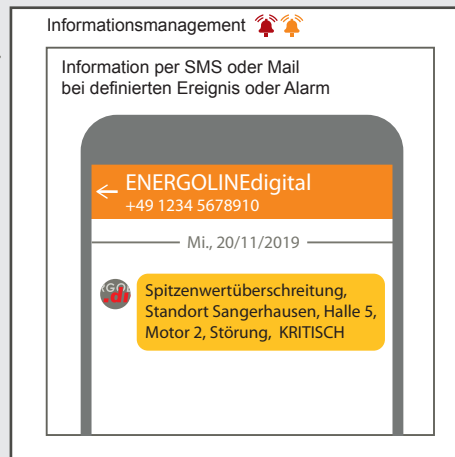 Informationsmanagement
Information per SMS oder Mail
bei definierten Ereignis oder Alarm
ENERGOLINEdigital
+49 1234 5678910
Mi., 20/11/2019
.di
Spitzenwertüberschreitung,
Standort Sangerhausen, Halle 5,
Motor 2, Störung, KRITISCH